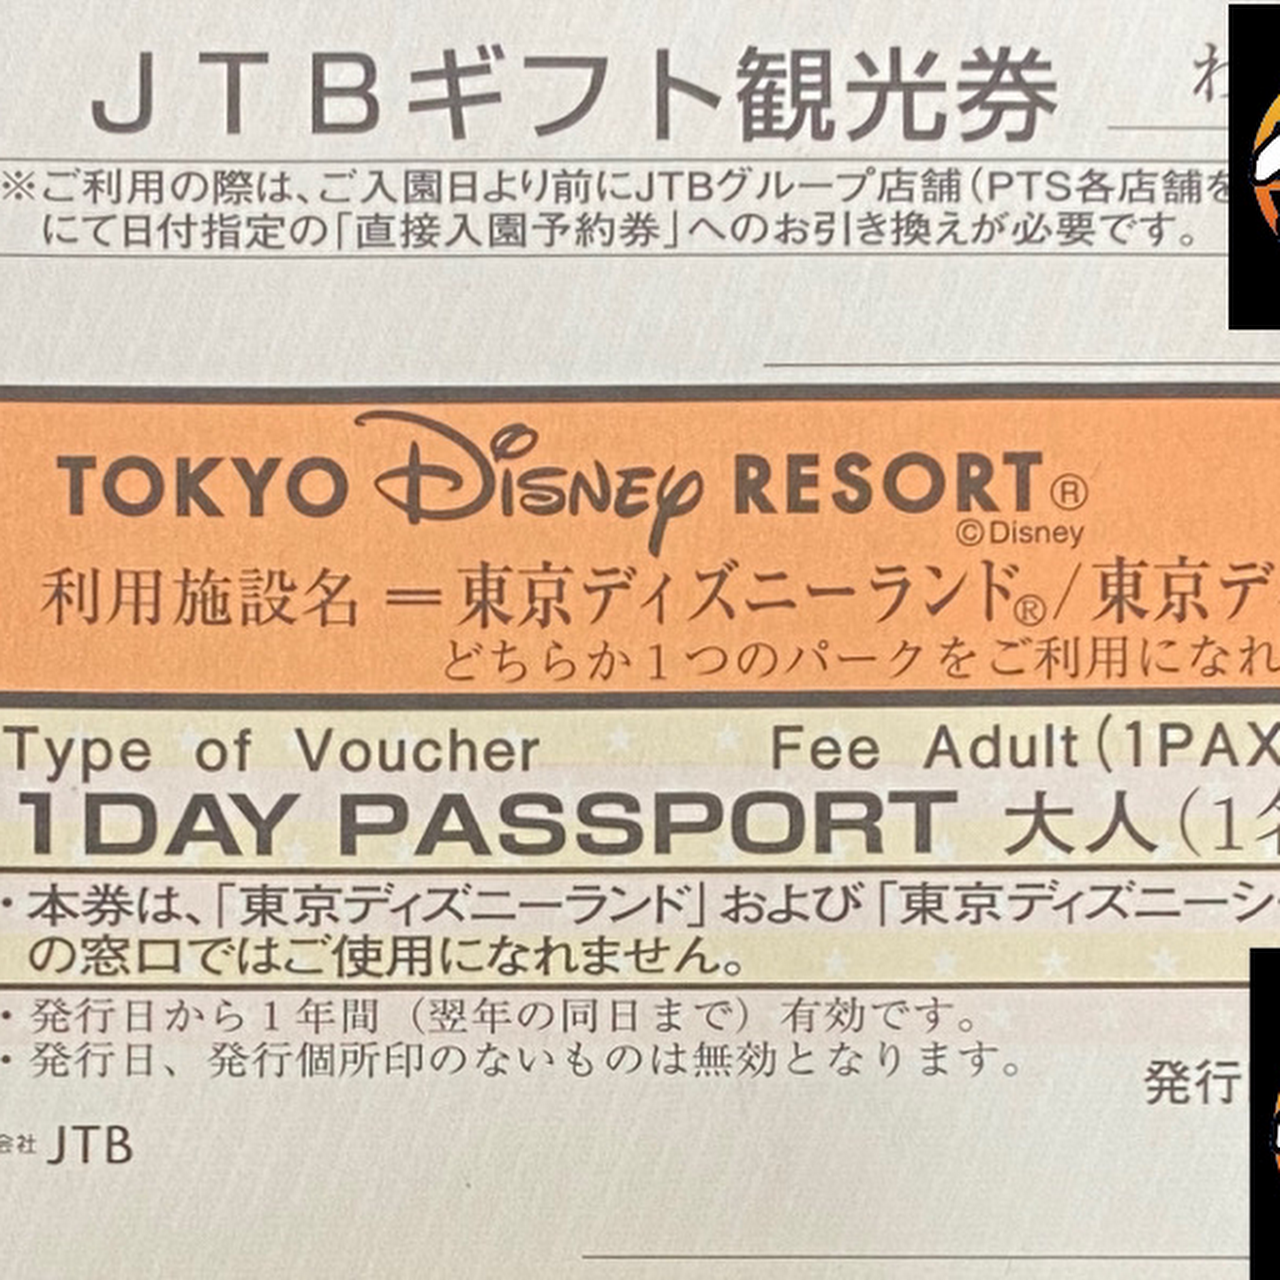 JTBギフト観光券
※ご利用の際は、ご入園日より前にJTBグループ店舗(PTS各店舗を
にて日付指定の「直接入園予約券」へのお引き換えが必要です。
TOKYO Disney RESORT®
©Disney
利用施設名＝東京ディズニーランド®/東京デ
どちらか1つのパークをご利用になれ
Type of Voucher Fee Adult(1PAX
1DAY PASSPORT 大人(1名
・本券は、「東京ディズニーランド」および「東京ディズニーシ
の窓口ではご使用になれません。
・発行日から1年間（翌年の同日まで）有効です。
・発行日、発行個所印のないものは無効となります。
発行
会社 JTB